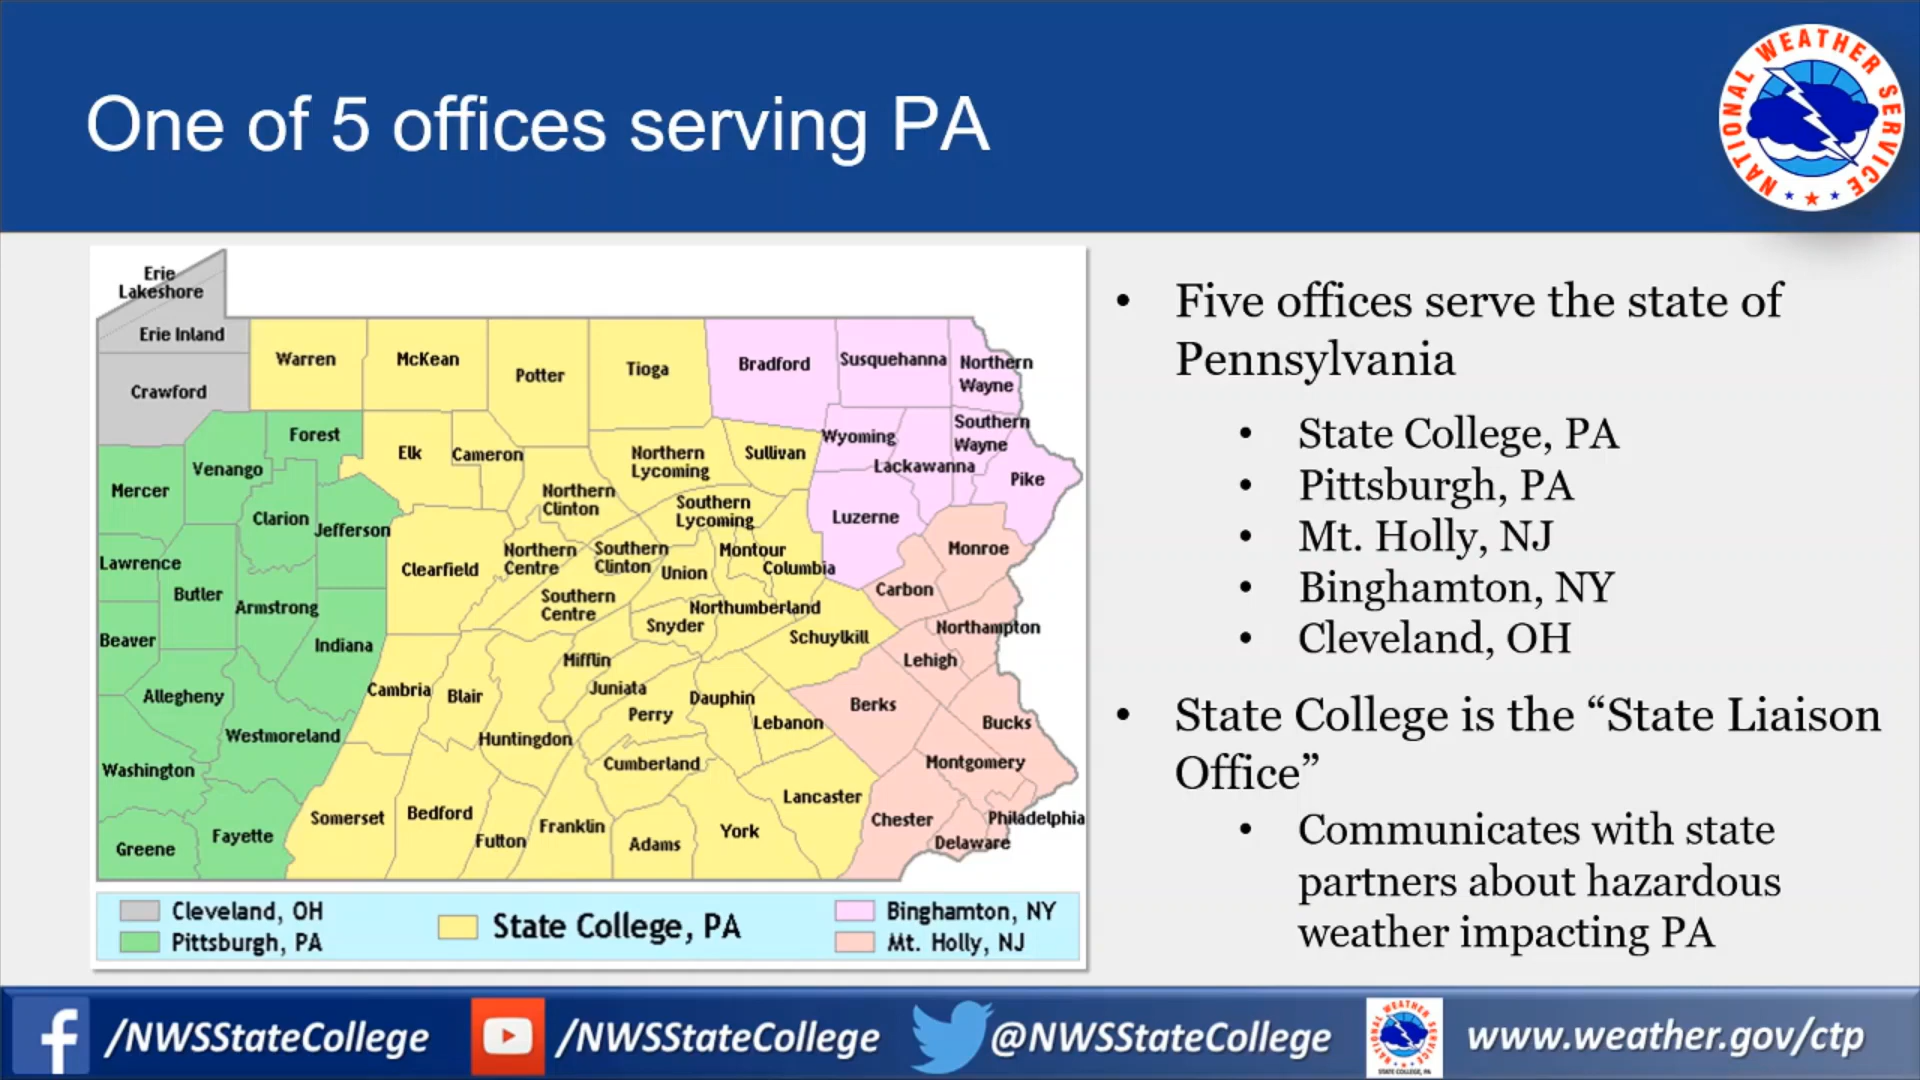 One of 5 offices serving PA
NATIONAL WEATHER SERVICE
Erie
Lakeshore
Erie Inland
Crawford
Warren
McKean
Potter
Tioga
Bradford
Susquehanna
Northern
Wayne
Forest
Venango
Mercer
Elk
Cameron
Northern
Lycoming
Sullivan
Wyoming
Southern
Wayne
Lackawanna
Pike
Clarion
Jefferson
Northern
Clinton
Southern
Lycoming
Luzerne
Lawrence
Butler
Armstrong
Clearfield
Northern
Centre
Southern
Clinton
Union
Montour
Columbia
Monroe
Carbon
Beaver
Indiana
Southern
Centre
Snyder
Northumberland
Schuylkill
Northampton
Lehigh
Allegheny
Westmoreland
Cambria
Blair
Mifflin
Juniata
Perry
Dauphin
Lebanon
Berks
Bucks
Washington
Huntingdon
Cumberland
Montgomery
Greene
Fayette
Somerset
Bedford
Futton
Franklin
Adams
York
Lancaster
Chester
Philadelphia
Delaware
Cleveland, OH
Pittsburgh, PA
State College, PA
Binghamton, NY
Mt. Holly, NJ
• Five offices serve the state of
Pennsylvania
• State College, PA
• Pittsburgh, PA
• Mt. Holly, NJ
• Binghamton, NY
• Cleveland, OH
• State College is the “State Liaison
Office”
• Communicates with state
partners about hazardous
weather impacting PA
/NWSStateCollege
/NWSStateCollege
@NWSStateCollege
NATIONAL WEATHER SERVICE
STATE COLLEGE, PA
www.weather.gov/ctp